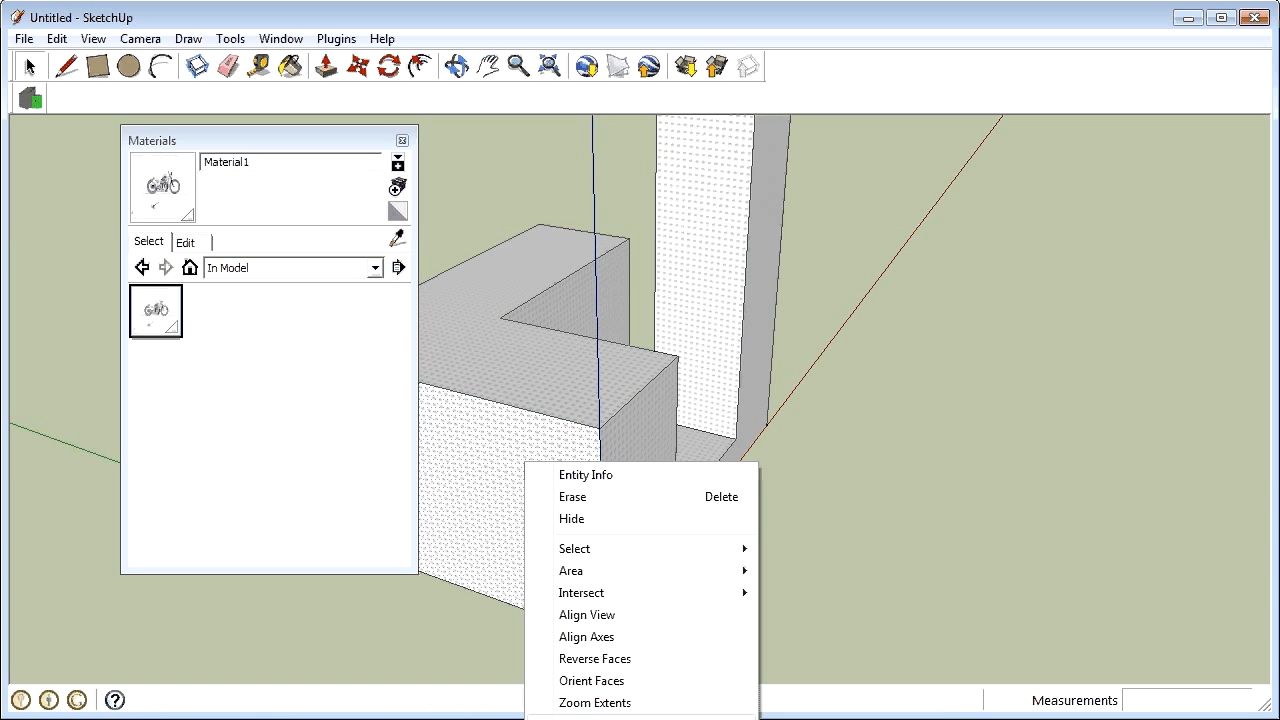 Untitled - SketchUp
File Edit View Camera Draw Tools Window Plugins Help
Materials
Material1
Select Edit
In Model
Entity Info
Erase Delete
Hide
Select
Area
Intersect
Align View
Align Axes
Reverse Faces
Orient Faces
Zoom Extents
Measurements